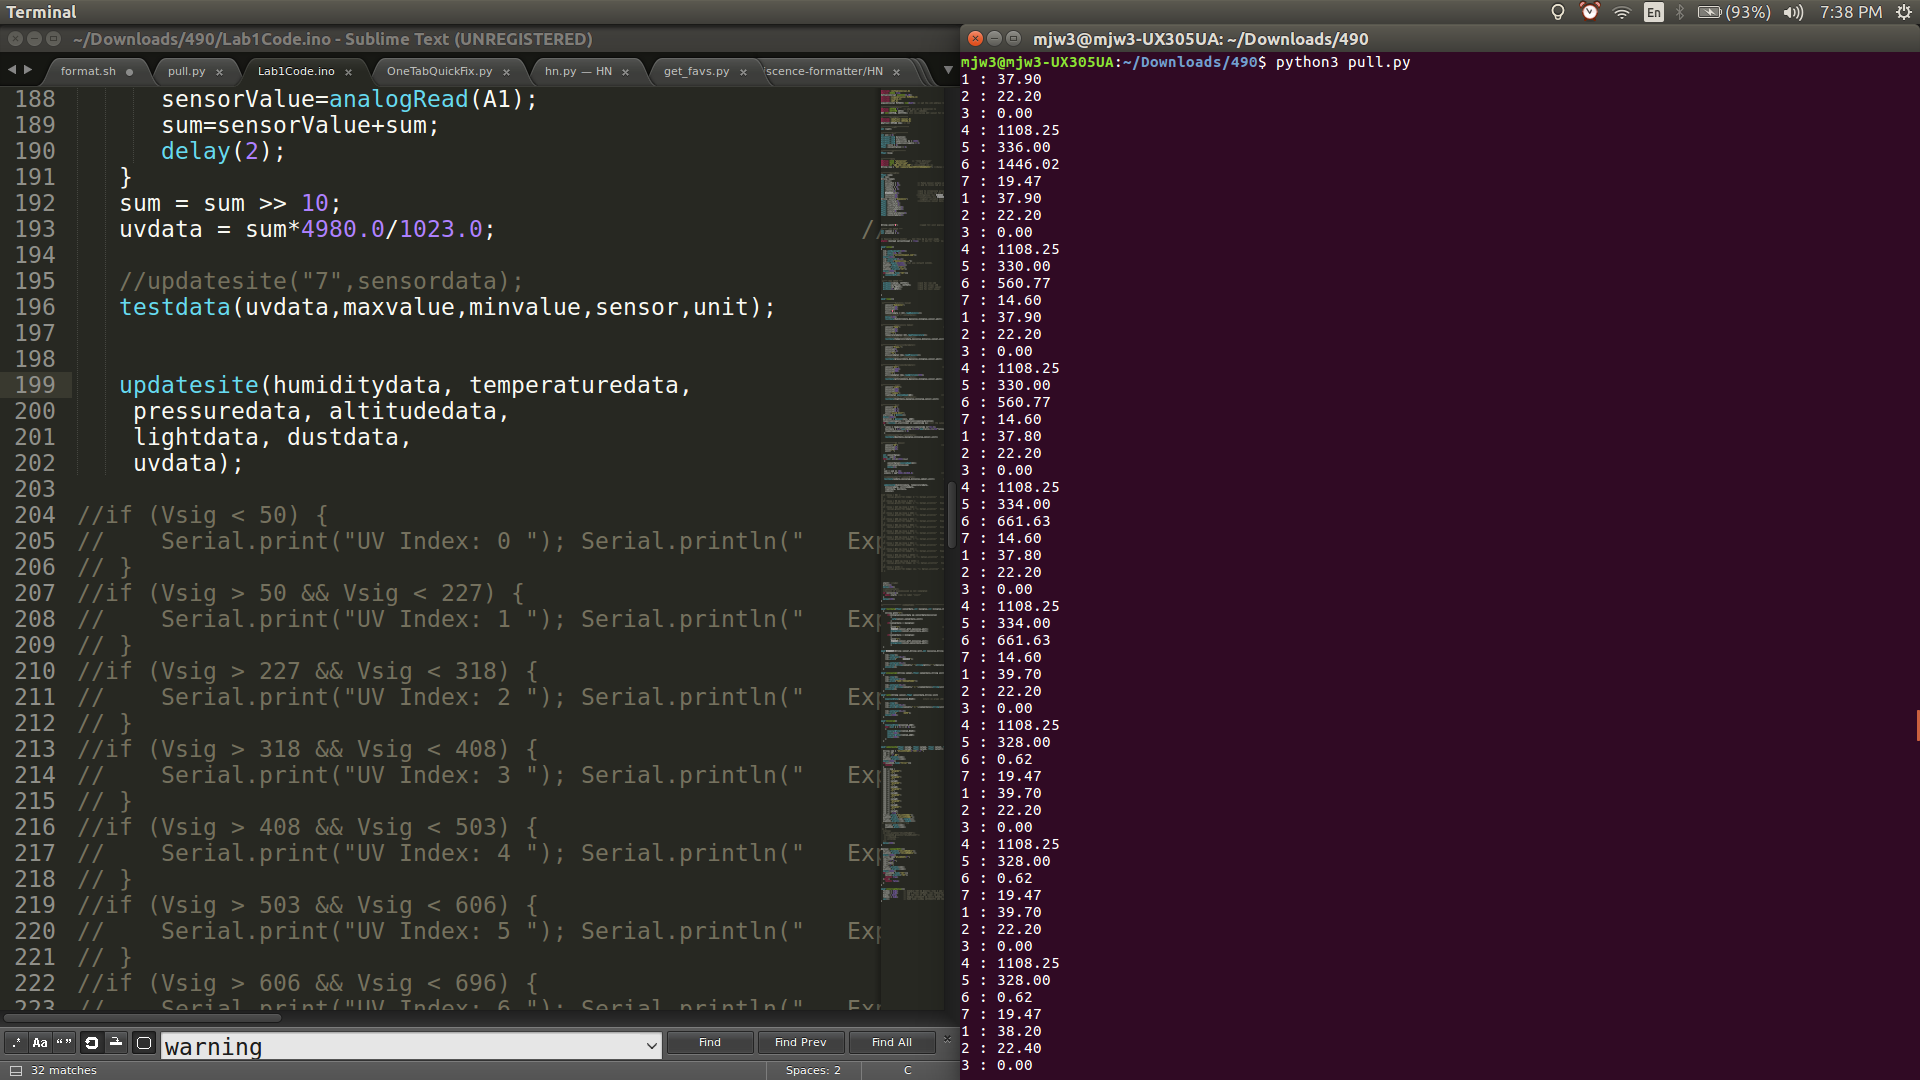 Terminal
En
(93%)
7:38 PM
~/Downloads/490/Lab1Code.ino - Sublime Text (UNREGISTERED)
format.sh
pull.py
Lab1Code.ino
OneTabQuickFix.py
hn.py — HN
get_favs.py
iscence-formatter/HN
188 sensorValue=analogRead(A1);
189 sum=sensorValue+sum;
190 delay(2);
191 }
192 sum = sum >> 10;
193 uvdata = sum*4980.0/1023.0; //
194
195 //updatesite("7",sensordata);
196 testdata(uvdata,maxvalue,minvalue,sensor,unit);
197
198
199 updatesite(humiditydata, temperaturedata,
200 pressuredata, altitudedata,
201 lightdata, dustdata,
202 uvdata);
203
204 //if (Vsig < 50) {
205 // Serial.print("UV Index: 0 "); Serial.println(" Exp
206 // }
207 //if (Vsig > 50 && Vsig < 227) {
208 // Serial.print("UV Index: 1 "); Serial.println(" Exp
209 // }
210 //if (Vsig > 227 && Vsig < 318) {
211 // Serial.print("UV Index: 2 "); Serial.println(" Exp
212 // }
213 //if (Vsig > 318 && Vsig < 408) {
214 // Serial.print("UV Index: 3 "); Serial.println(" Exp
215 // }
216 //if (Vsig > 408 && Vsig < 503) {
217 // Serial.print("UV Index: 4 "); Serial.println(" Exp
218 // }
219 //if (Vsig > 503 && Vsig < 606) {
220 // Serial.print("UV Index: 5 "); Serial.println(" Exp
221 // }
222 //if (Vsig > 606 && Vsig < 696) {
223 // Serial.print("UV Index: 6 "); Serial.println(" Exp
.* Aa “ ”
warning
Find
Find Prev
Find All
32 matches
Spaces: 2
C
mjw3@mjw3-UX305UA: ~/Downloads/490
mjw3@mjw3-UX305UA:~/Downloads/490$ python3 pull.py
1 : 37.90
2 : 22.20
3 : 0.00
4 : 1108.25
5 : 336.00
6 : 1446.02
7 : 19.47
1 : 37.90
2 : 22.20
3 : 0.00
4 : 1108.25
5 : 330.00
6 : 560.77
7 : 14.60
1 : 37.90
2 : 22.20
3 : 0.00
4 : 1108.25
5 : 330.00
6 : 560.77
7 : 14.60
1 : 37.80
2 : 22.20
3 : 0.00
4 : 1108.25
5 : 334.00
6 : 661.63
7 : 14.60
1 : 37.80
2 : 22.20
3 : 0.00
4 : 1108.25
5 : 334.00
6 : 661.63
7 : 14.60
1 : 39.70
2 : 22.20
3 : 0.00
4 : 1108.25
5 : 328.00
6 : 0.62
7 : 19.47
1 : 39.70
2 : 22.20
3 : 0.00
4 : 1108.25
5 : 328.00
6 : 0.62
7 : 19.47
1 : 39.70
2 : 22.20
3 : 0.00
4 : 1108.25
5 : 328.00
6 : 0.62
7 : 19.47
1 : 38.20
2 : 22.40
3 : 0.00